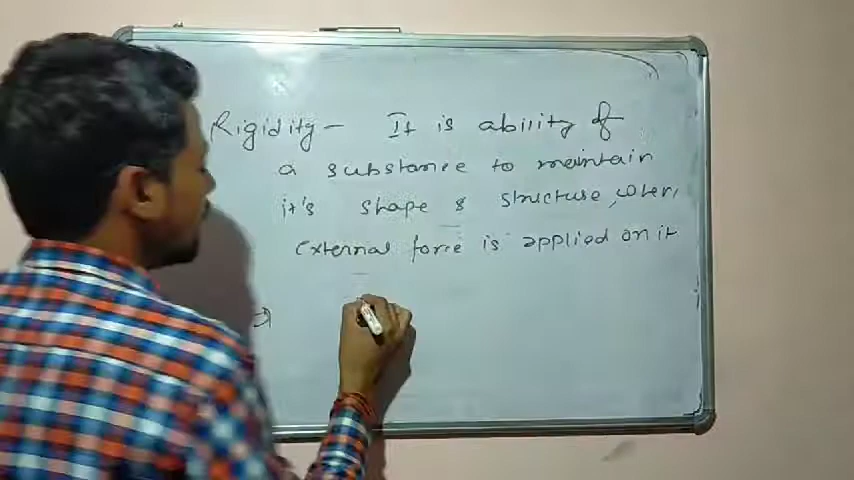 Rigidity - It is ability of
a substance to maintain
it's shape & structure, when
external force is applied on it
→